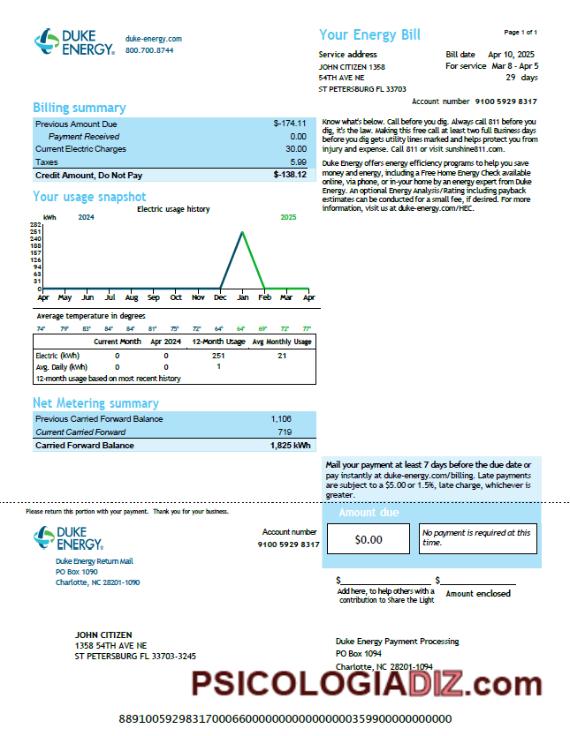 DUKE ENERGY®
duke-energy.com
800.700.8744
Your Energy Bill
Page 1 of 1
Service address
JOHN CITIZEN 1358
54TH AVE NE
ST PETERSBURG FL 33703
Bill date Apr 10, 2025
For service Mar 8 - Apr 5
29 days
Account number 9100 5929 8317
Billing summary
Previous Amount Due $-174.11
Payment Received 0.00
Current Electric Charges 30.00
Taxes 5.99
Credit Amount, Do Not Pay $-138.12
Know what's below. Call before you dig. Always call 811 before you
dig, it's the law. Making this free call at least two full Business days
before you dig gets utility lines marked and helps protect you from
injury and expense. Call 811 or visit sunshine811.com.
Duke Energy offers energy efficiency programs to help you save
money and energy, including a Free Home Energy Check available
online, via phone, or in-your home by an energy expert from Duke
Energy. An optional Energy Analysis/Rating including payback
estimates can be conducted for a small fee, if desired. For more
information, visit us at duke-energy.com/HEC.
Your usage snapshot
Electric usage history
kWh 2024 2025
282
251
240
188
157
126
94
63
31
0
Apr May Jun Jul Aug Sep Oct Nov Dec Jan Feb Mar Apr
Average temperature in degrees
74° 79° 83° 84° 84° 81° 75° 72° 64° 64° 69° 72° 77°
Current Month Apr 2024 12-Month Usage Avg Monthly Usage
Electric (kWh) 0 0 251 21
Avg. Daily (kWh) 0 0 1
12-month usage based on most recent history
Net Metering summary
Previous Carried Forward Balance 1,106
Current Carried Forward 719
Carried Forward Balance 1,825 kWh
Mail your payment at least 7 days before the due date or
pay instantly at duke-energy.com/billing. Late payments
are subject to a $5.00 or 1.5%, late charge, whichever is
greater.
Please return this portion with your payment. Thank you for your business.
Amount due
DUKE ENERGY®
Duke Energy Return Mail
PO Box 1090
Charlotte, NC 28201-1090
Account number
9100 5929 8317
$0.00
No payment is required at this
time.
$ $
Add here, to help others with a
contribution to Share the Light
Amount enclosed
JOHN CITIZEN
1358 54TH AVE NE
ST PETERSBURG FL 33703-3245
Duke Energy Payment Processing
PO Box 1094
Charlotte, NC 28201-1094
PSICOLOGIADIZ.com